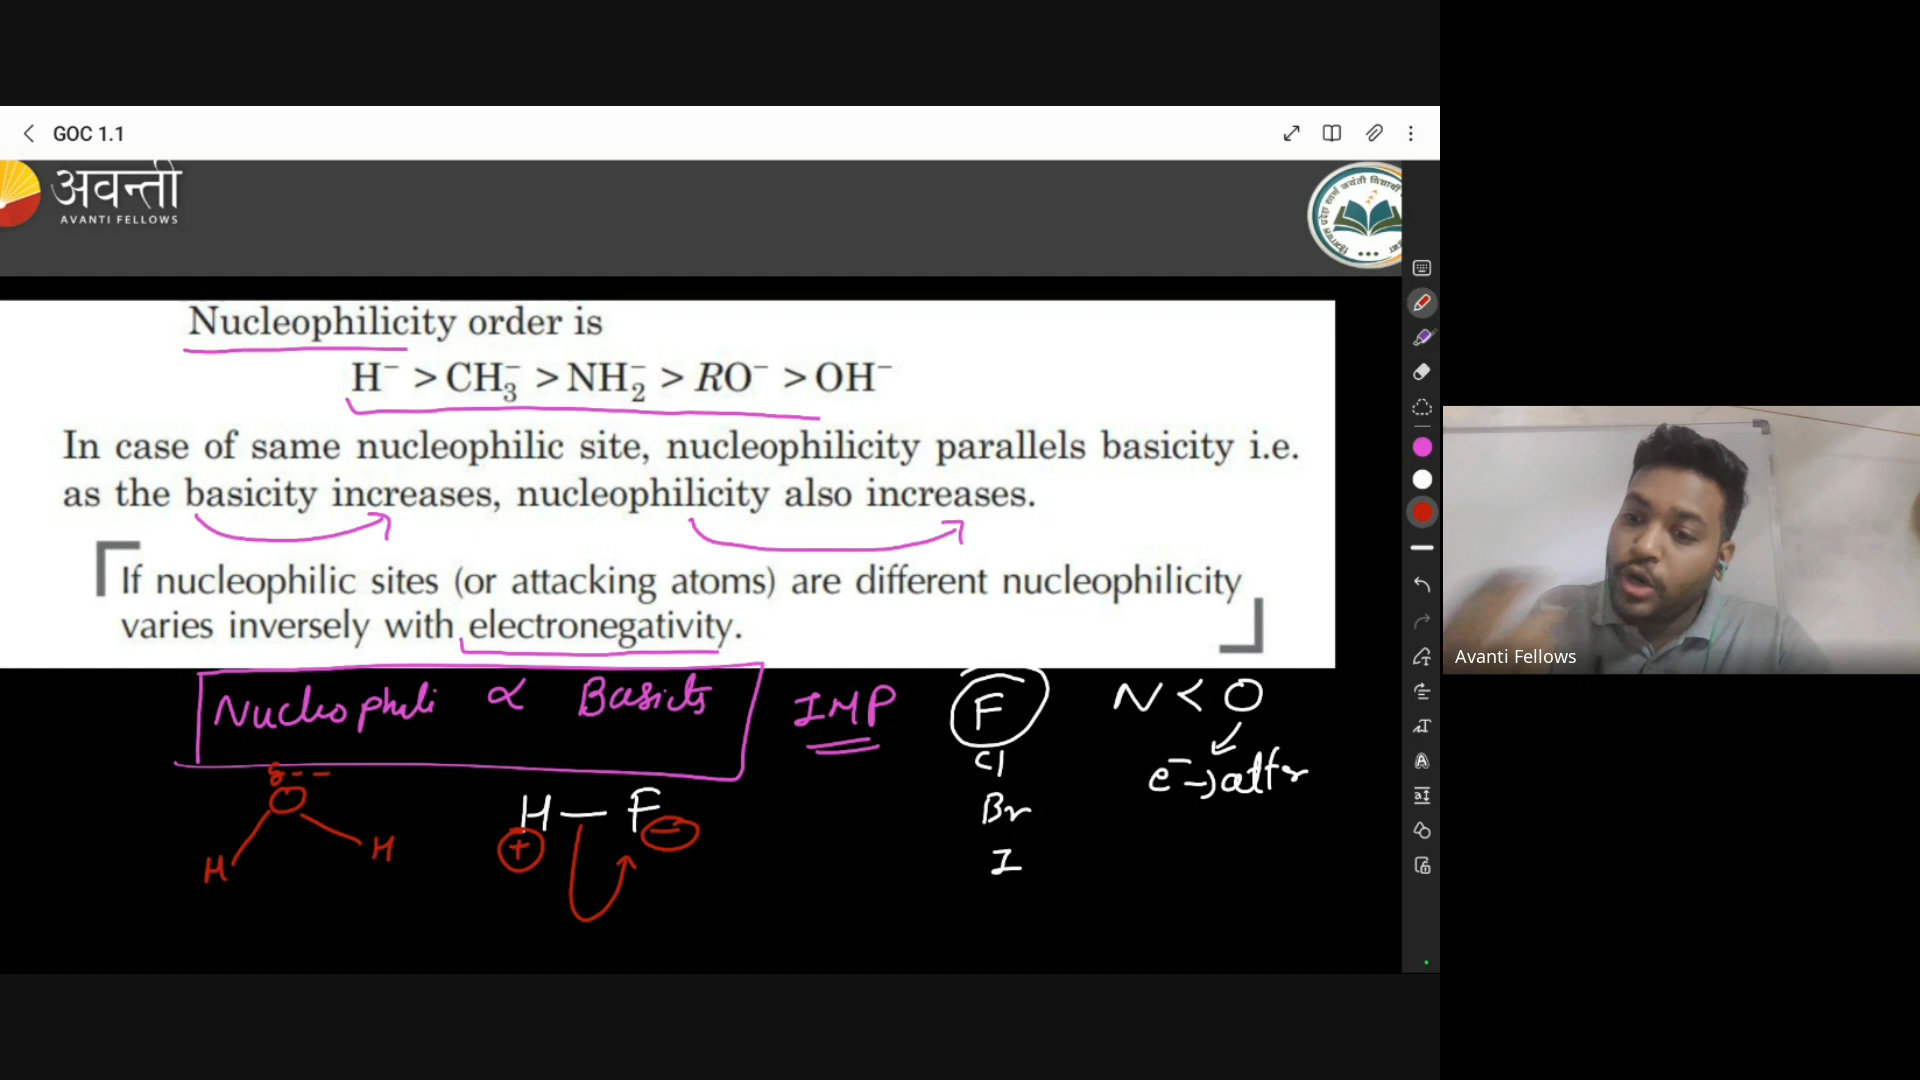 GOC 1.1
अवन्ती
AVANTI FELLOWS
Nucleophilicity order is
H⁻ > CH₃⁻ > NH₂⁻ > RO⁻ > OH⁻
In case of same nucleophilic site, nucleophilicity parallels basicity i.e.
as the basicity increases, nucleophilicity also increases.
If nucleophilic sites (or attacking atoms) are different nucleophilicity
varies inversely with electronegativity.
Nucleophili ∝ Basicits IMP
F
Cl
Br
I
N < O
e⁻→attr
δ--
O
H H
H—F
+ −
Avanti Fellows